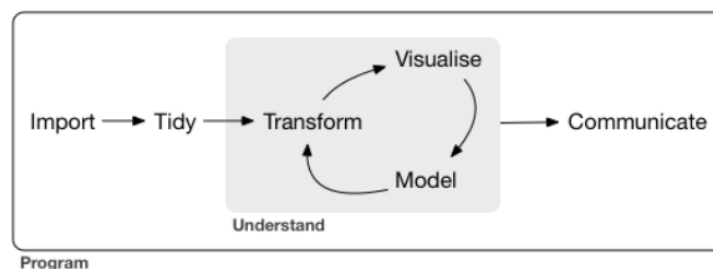 Visualise
Import
Tidy
Transform
Communicate
Model
Understand
Program